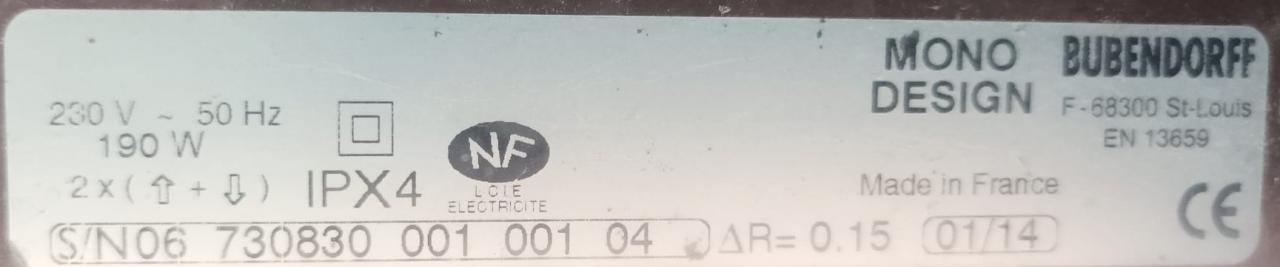 MONO DESIGN
BUBENDORFF
F-68300 St-Louis
EN 13659
230 V ~ 50 Hz
190 W
2 x ( ⇧ + ⇩ ) IPX4
NF
LCIE
ELECTRICITE
Made in France
CE
S/N06 730830 001 001 04 ΔR= 0.15 01/14